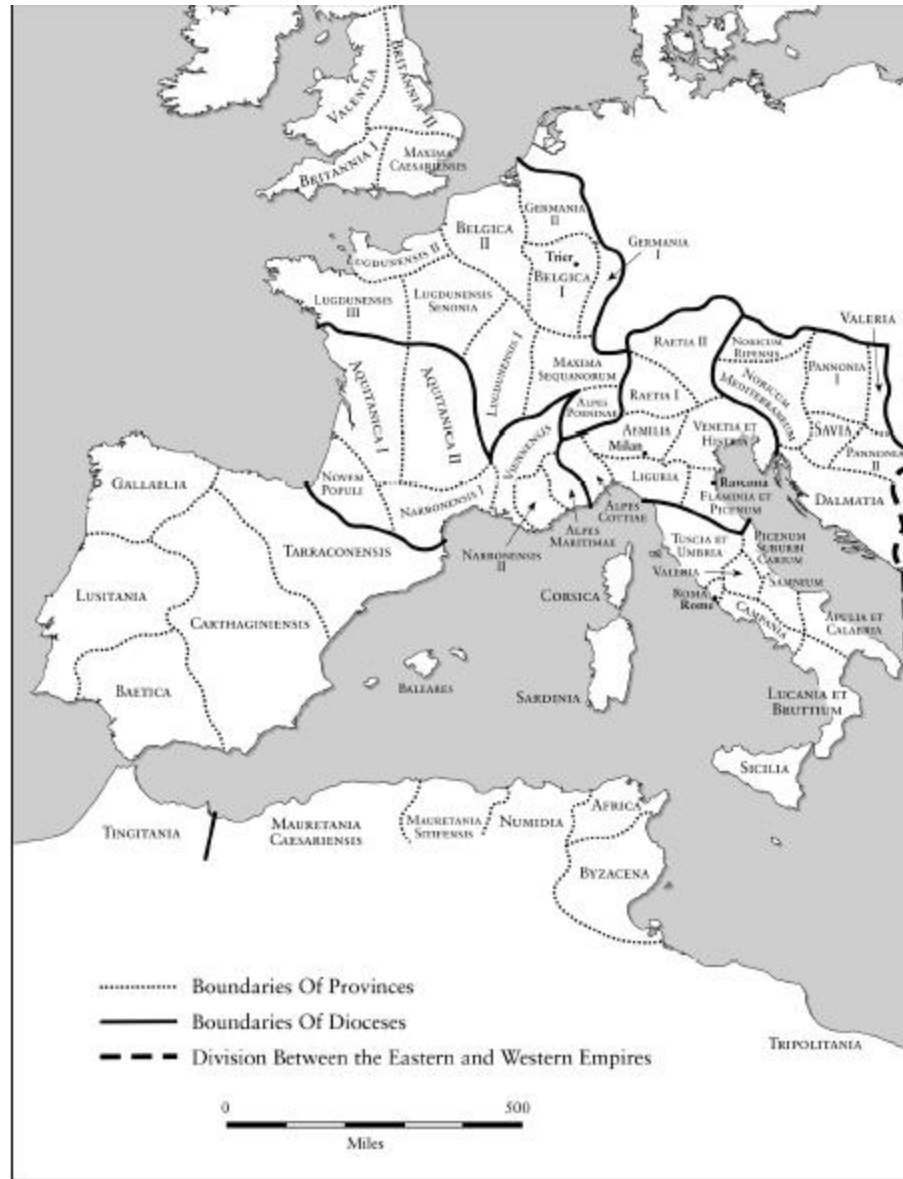 VALENTIA
BRITANNIA II
BRITANNIA I
MAXIMA
CAESARIENSIS
GERMANIA
II
BELGICA
II
GERMANIA
I
Trier
BELGICA
I
LUGDUNENSIS II
LUGDUNENSIS
III
LUGDUNENSIS
SENONIA
LUGDUNENSIS I
MAXIMA
SEQUANORUM
RAETIA II
RAETIA I
NORICUM
RIPENSIS
NORICUM
MEDITERRANEUM
VALERIA
PANNONIA
I
SAVIA
PANNONIA
II
DALMATIA
AQUITANICA I
AQUITANICA II
VIENNENSIS
ALPES
POENINAE
AEMILIA
Milan
VENETIA ET
HISTRIA
LIGURIA
Ravenna
FLAMINIA ET
PICENUM
NOVEM
POPULI
NARBONENSIS I
NARBONENSIS
II
ALPES
MARITIMAE
ALPES
COTTIAE
TUSCIA ET
UMBRIA
PICENUM
SUBURBI
CARIUM
VALERIA
SAMNIUM
ROMA
Rome
CAMPANIA
APULIA ET
CALABRIA
LUCANIA ET
BRUTTIUM
GALLAECIA
TARRACONENSIS
LUSITANIA
CARTHAGINIENSIS
BAETICA
BALEARES
CORSICA
SARDINIA
SICILIA
TINGITANIA
MAURETANIA
CAESARIENSIS
MAURETANIA
SITIFENSIS
NUMIDIA
AFRICA
BYZACENA
TRIPOLITANIA
Boundaries Of Provinces
Boundaries Of Dioceses
Division Between the Eastern and Western Empires
0 500
Miles